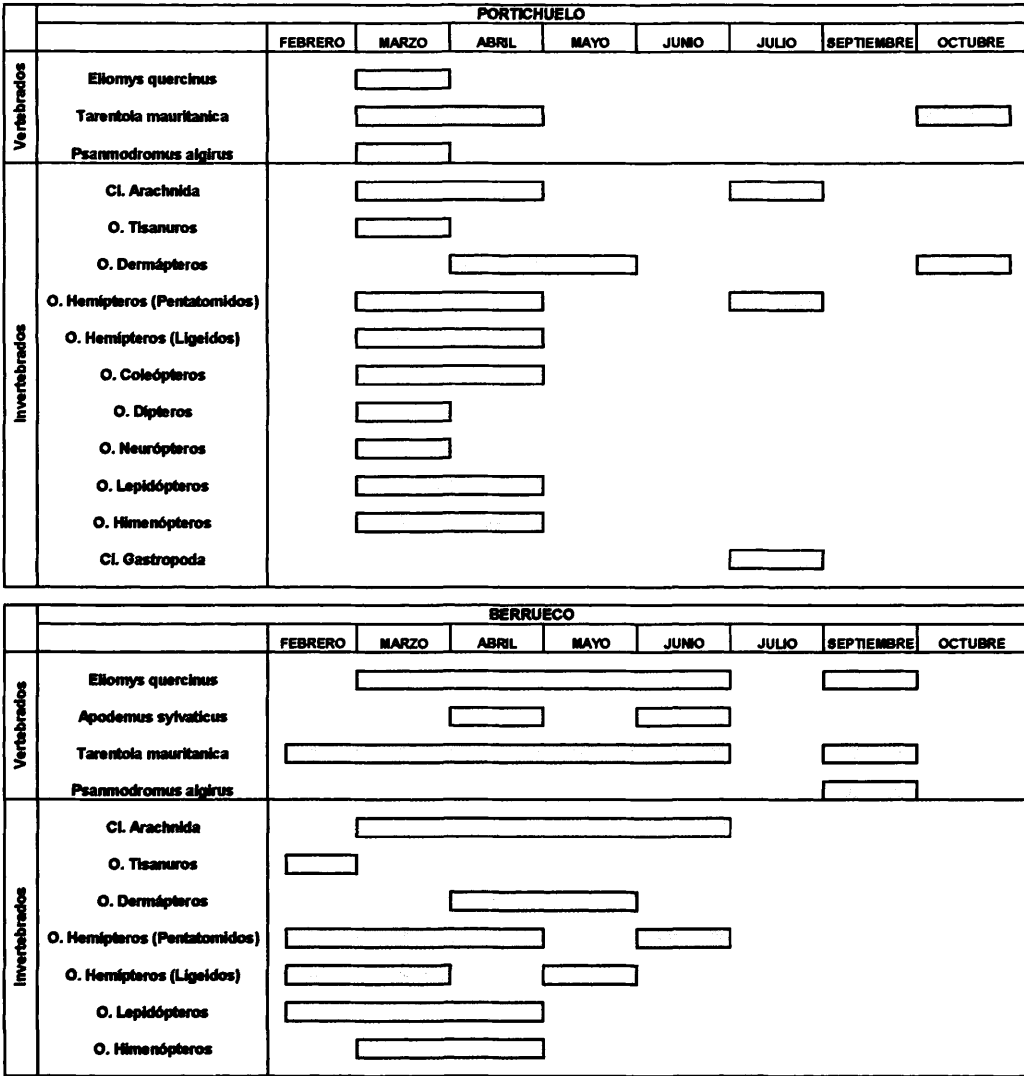 PORTICHUELO
FEBRERO MARZO ABRIL MAYO JUNIO JULIO SEPTIEMBRE OCTUBRE
Vertebrados
Eliomys quercinus
Tarentola mauritanica
Psanmodromus algirus
Invertebrados
Cl. Arachnida
O. Tisanuros
O. Dermápteros
O. Hemípteros (Pentatomidos)
O. Hemípteros (Ligeidos)
O. Coleópteros
O. Dípteros
O. Neurópteros
O. Lepidópteros
O. Himenópteros
Cl. Gastropoda
BERRUECO
FEBRERO MARZO ABRIL MAYO JUNIO JULIO SEPTIEMBRE OCTUBRE
Vertebrados
Eliomys quercinus
Apodemus sylvaticus
Tarentola mauritanica
Psanmodromus algirus
Invertebrados
Cl. Arachnida
O. Tisanuros
O. Dermápteros
O. Hemípteros (Pentatomidos)
O. Hemípteros (Ligeidos)
O. Lepidópteros
O. Himenópteros